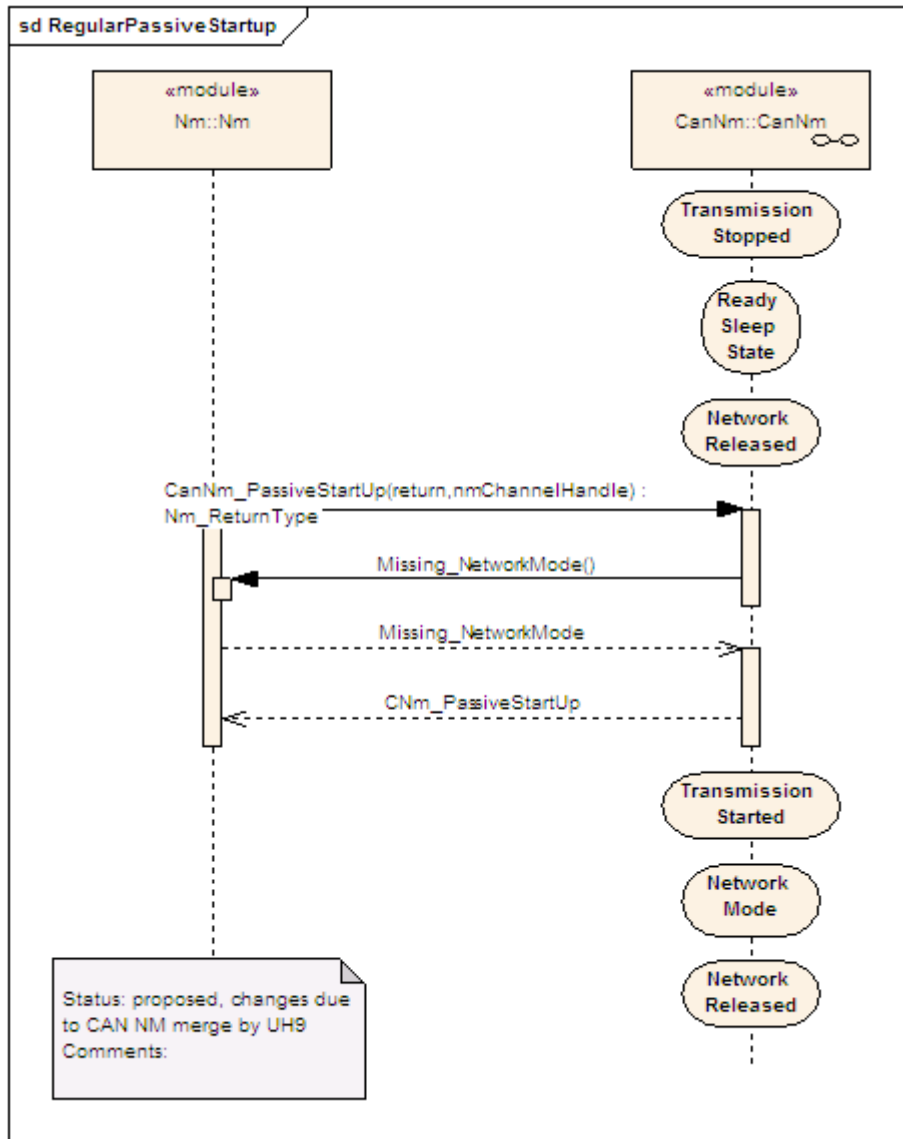 sd RegularPassiveStartup
«module»
Nm::Nm
«module»
CanNm::CanNm
Transmission
Stopped
Ready
Sleep
State
Network
Released
CanNm_PassiveStartUp(return,nmChannelHandle) :
Nm_ReturnType
Missing_NetworkMode()
Missing_NetworkMode
CNm_PassiveStartUp
Transmission
Started
Network
Mode
Network
Released
Status: proposed, changes due
to CAN NM merge by UH9
Comments: